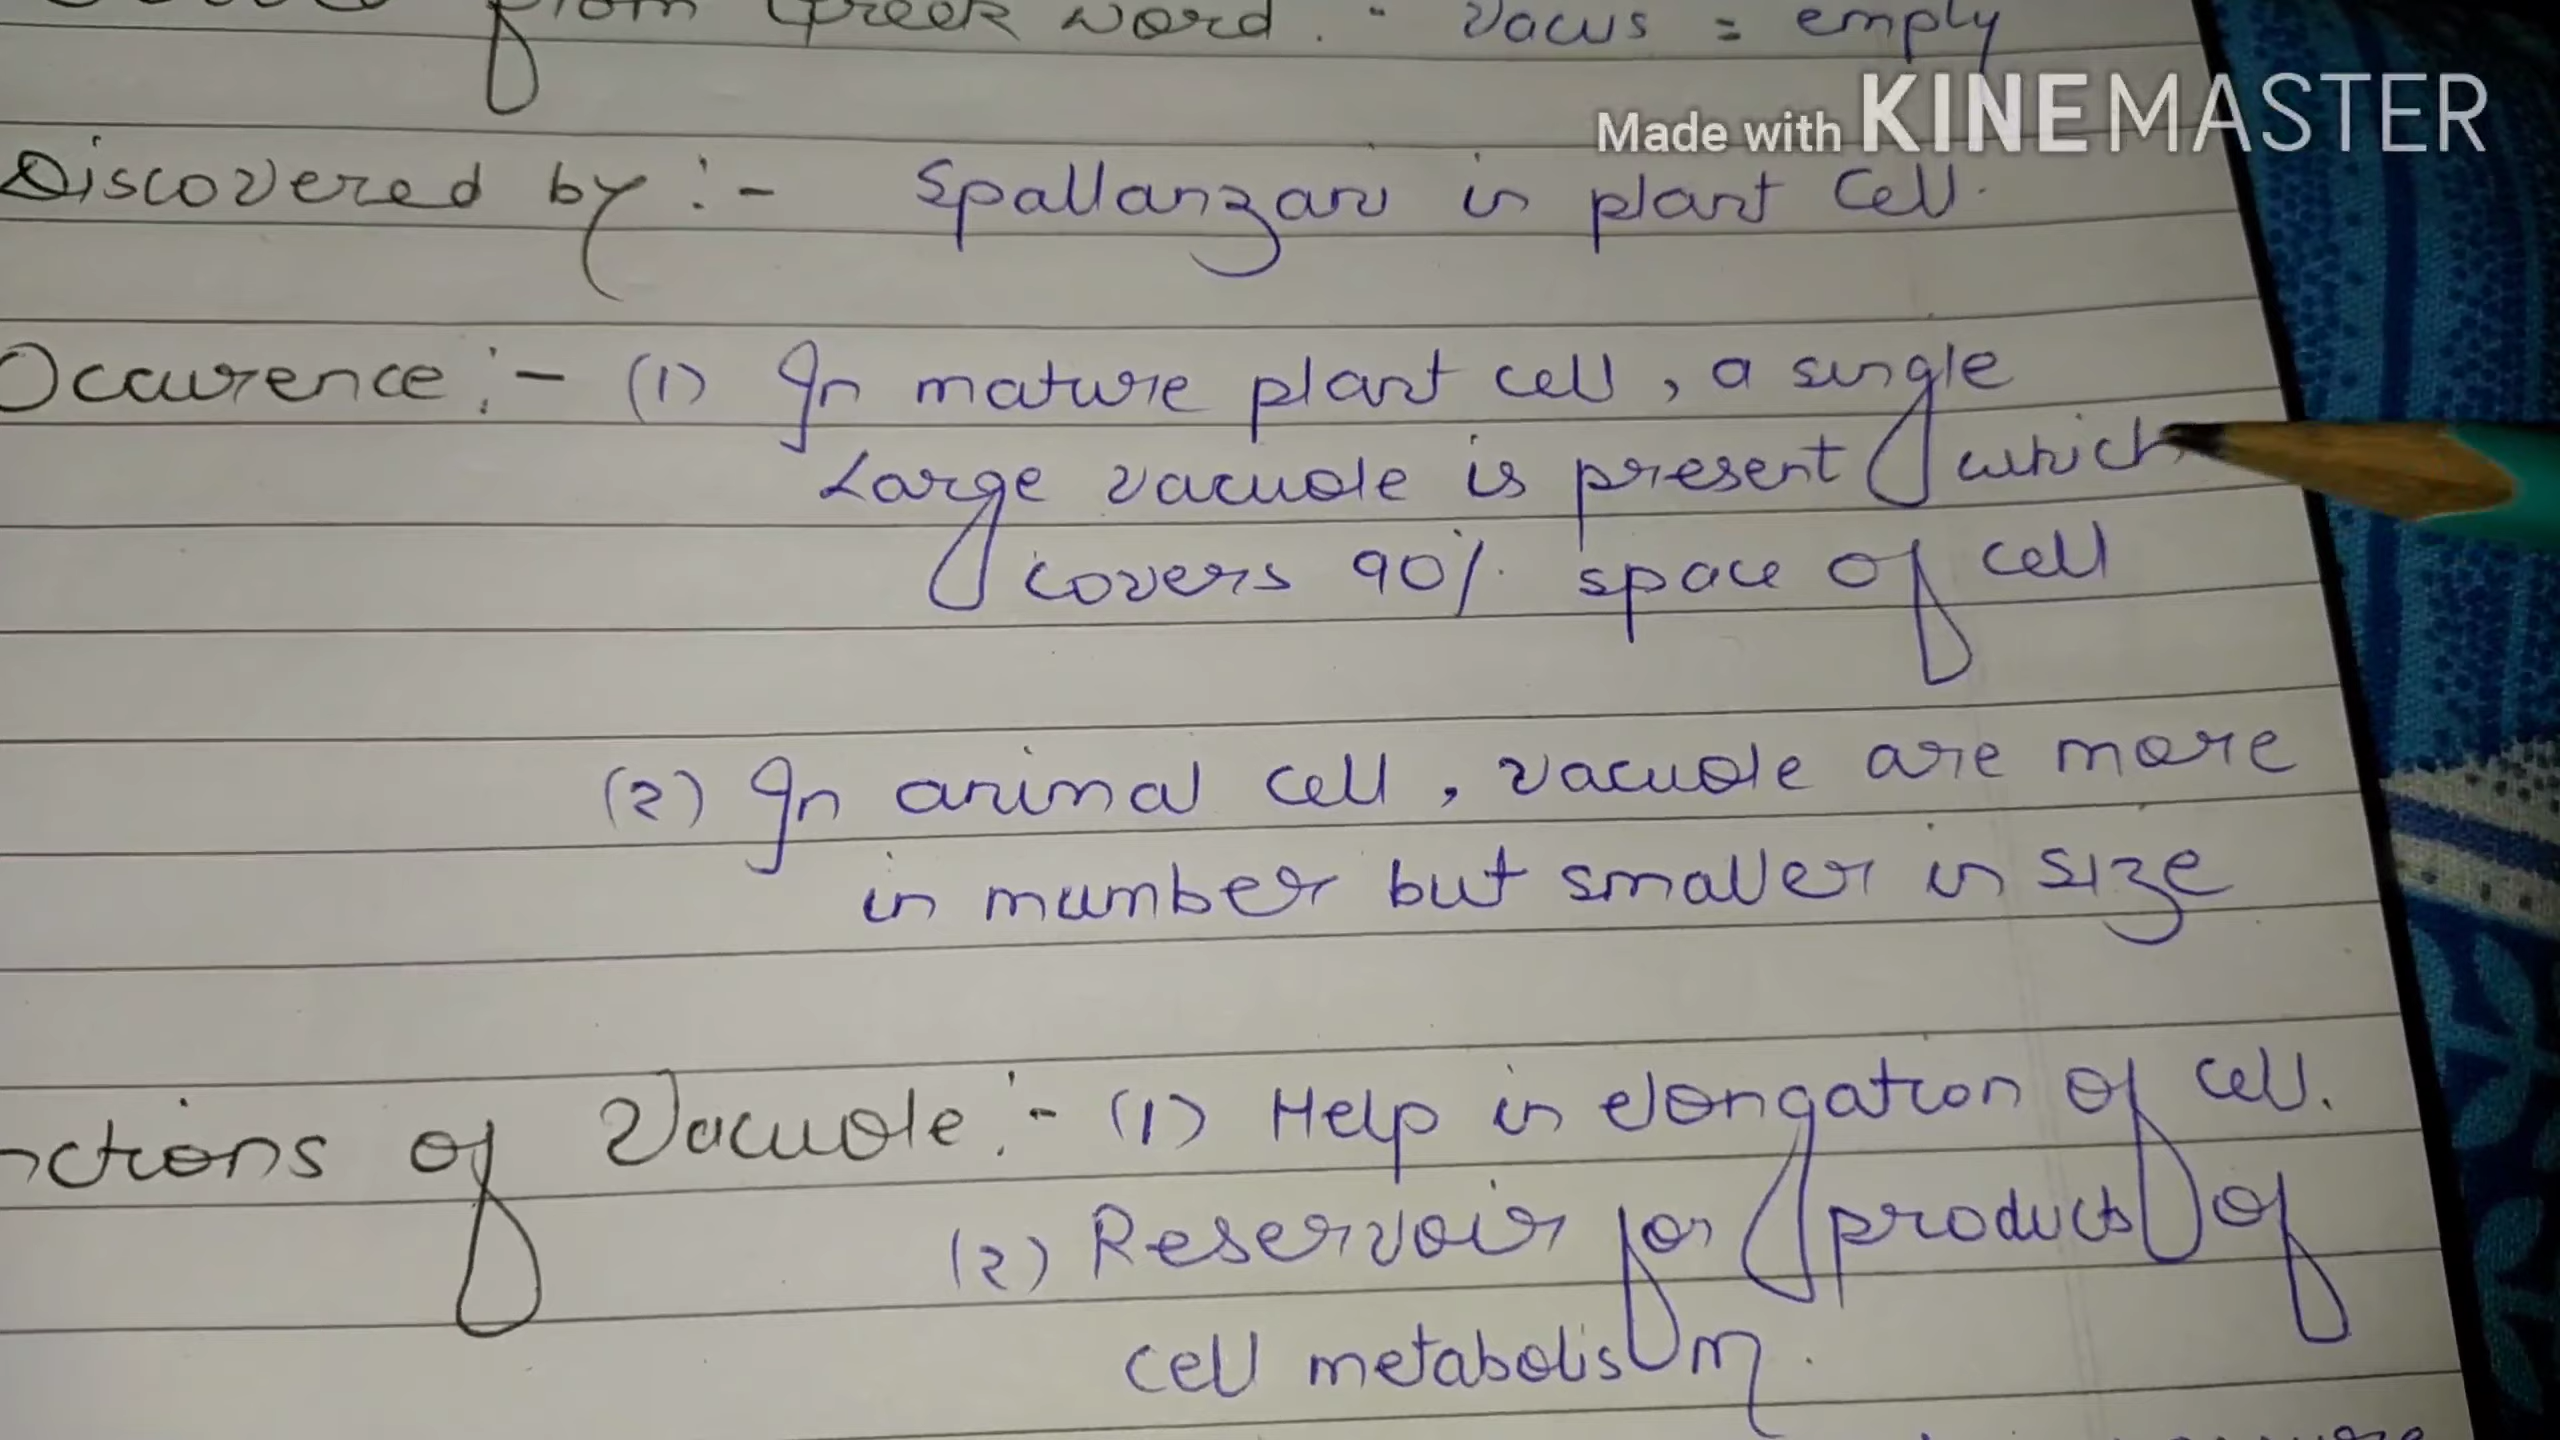 from Greek word. - Vacus = empty
Made with KINEMASTER
Discovered by :- Spallanzani in plant cell.
Occurence :- (1) In mature plant cell, a single
Large vacuole is present which
covers 90% space of cell
(2) In animal cell, vacuole are more
in number but smaller in size
nctions of Vacuole :- (1) Help in elongation of cell.
(2) Reservoir for products of
cell metabolism.